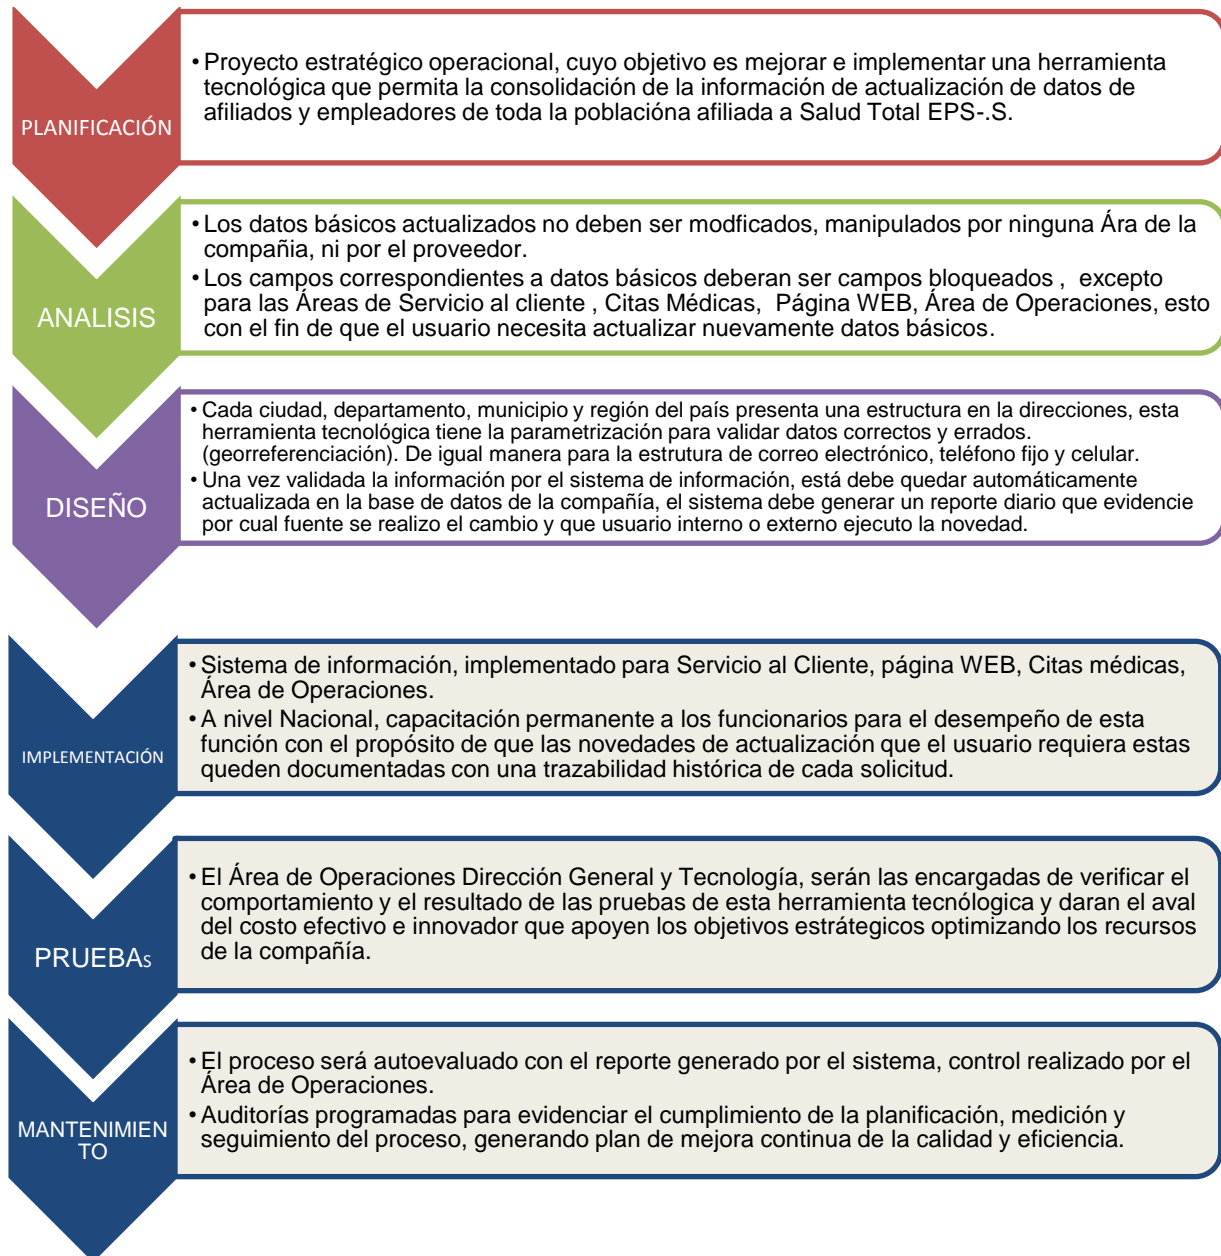 PLANIFICACIÓN
• Proyecto estratégico operacional, cuyo objetivo es mejorar e implementar una herramienta
tecnológica que permita la consolidación de la información de actualización de datos de
afiliados y empleadores de toda la poblacióna afiliada a Salud Total EPS-.S.
ANALISIS
• Los datos básicos actualizados no deben ser modficados, manipulados por ninguna Ára de la
compañia, ni por el proveedor.
• Los campos correspondientes a datos básicos deberan ser campos bloqueados , excepto
para las Áreas de Servicio al cliente , Citas Médicas, Página WEB, Área de Operaciones, esto
con el fin de que el usuario necesita actualizar nuevamente datos básicos.
DISEÑO
• Cada ciudad, departamento, municipio y región del país presenta una estructura en la direcciones, esta
herramienta tecnológica tiene la parametrización para validar datos correctos y errados.
(georreferenciación). De igual manera para la estrutura de correo electrónico, teléfono fijo y celular.
• Una vez validada la información por el sistema de información, está debe quedar automáticamente
actualizada en la base de datos de la compañía, el sistema debe generar un reporte diario que evidencie
por cual fuente se realizo el cambio y que usuario interno o externo ejecuto la novedad.
IMPLEMENTACIÓN
• Sistema de información, implementado para Servicio al Cliente, página WEB, Citas médicas,
Área de Operaciones.
• A nivel Nacional, capacitación permanente a los funcionarios para el desempeño de esta
función con el propósito de que las novedades de actualización que el usuario requiera estas
queden documentadas con una trazabilidad histórica de cada solicitud.
PRUEBAs
• El Área de Operaciones Dirección General y Tecnología, serán las encargadas de verificar el
comportamiento y el resultado de las pruebas de esta herramienta tecnólogica y daran el aval
del costo efectivo e innovador que apoyen los objetivos estrátegicos optimizando los recursos
de la compañía.
MANTENIMIEN
TO
• El proceso será autoevaluado con el reporte generado por el sistema, control realizado por el
Área de Operaciones.
• Auditorías programadas para evidenciar el cumplimiento de la planificación, medición y
seguimiento del proceso, generando plan de mejora continua de la calidad y eficiencia.